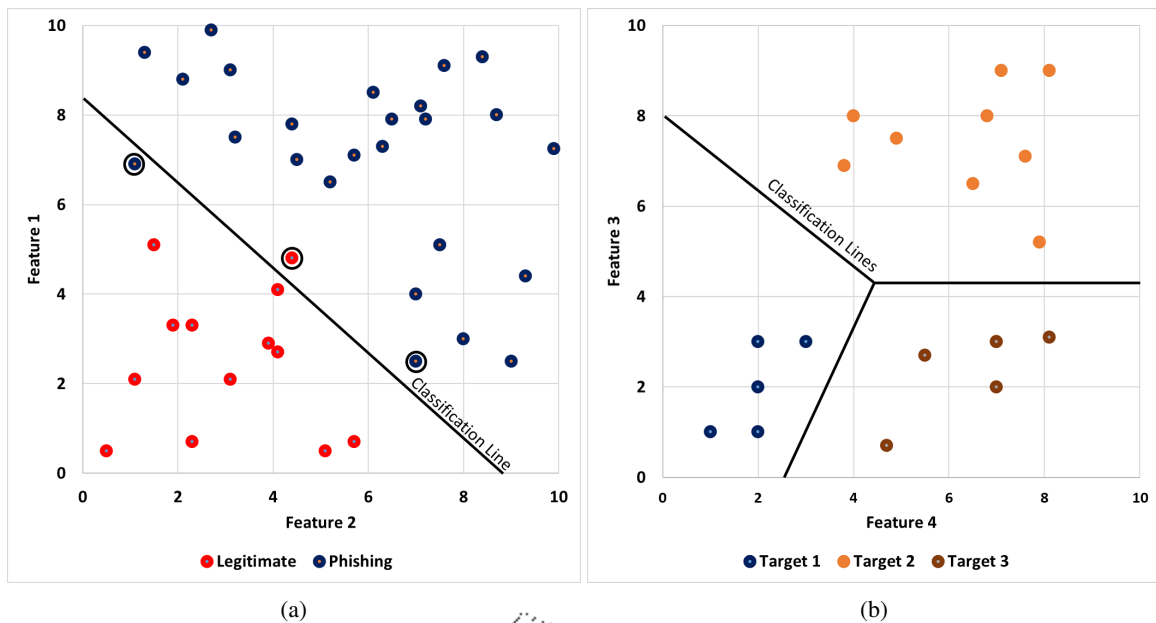 10
8
6
4
2
0
0 2 4 6 8 10
Feature 1
Feature 2
Classification Line
Legitimate Phishing
(a)
10
8
6
4
2
0
0 2 4 6 8 10
Feature 3
Feature 4
Classification Lines
Target 1 Target 2 Target 3
(b)